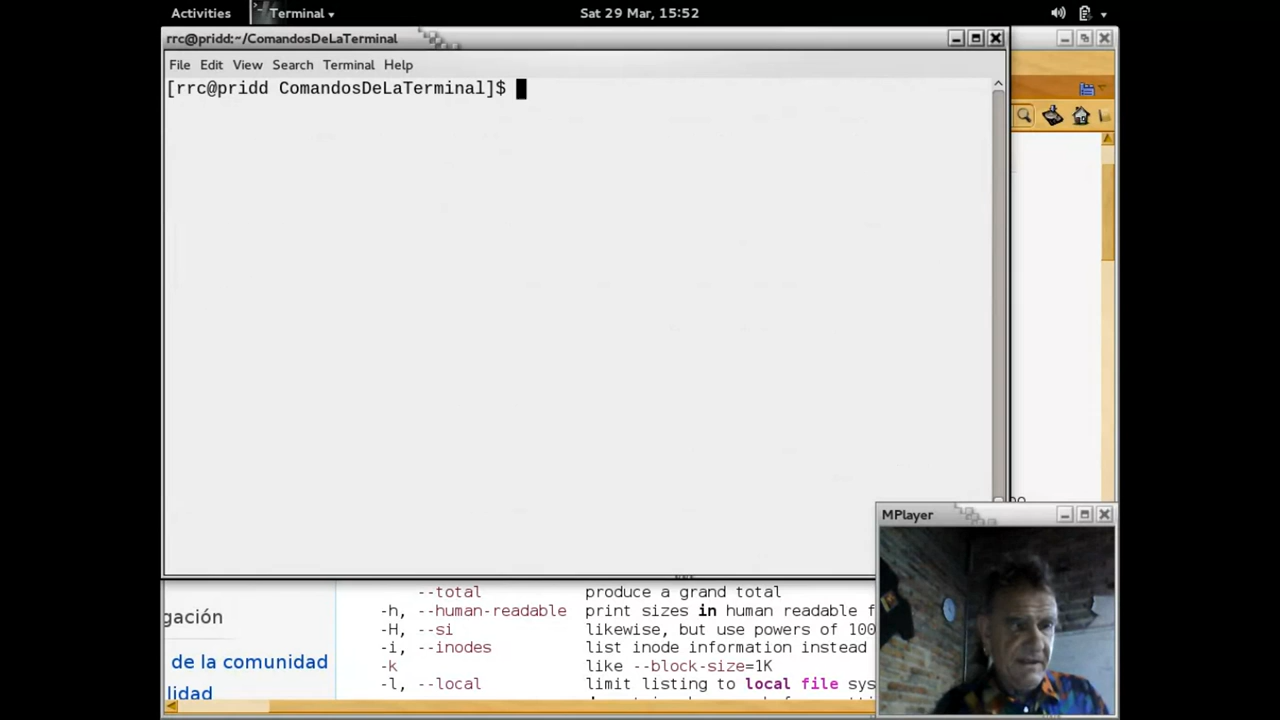 Activities Terminal Sat 29 Mar, 15:52
rrc@pridd:~/ComandosDeLaTerminal
File Edit View Search Terminal Help
[rrc@pridd ComandosDeLaTerminal]$
MPlayer
gación
de la comunidad
lidad
--total produce a grand total
-h, --human-readable print sizes in human readable f
-H, --si likewise, but use powers of 100
-i, --inodes list inode information instead
-k like --block-size=1K
-l, --local limit listing to local file sys